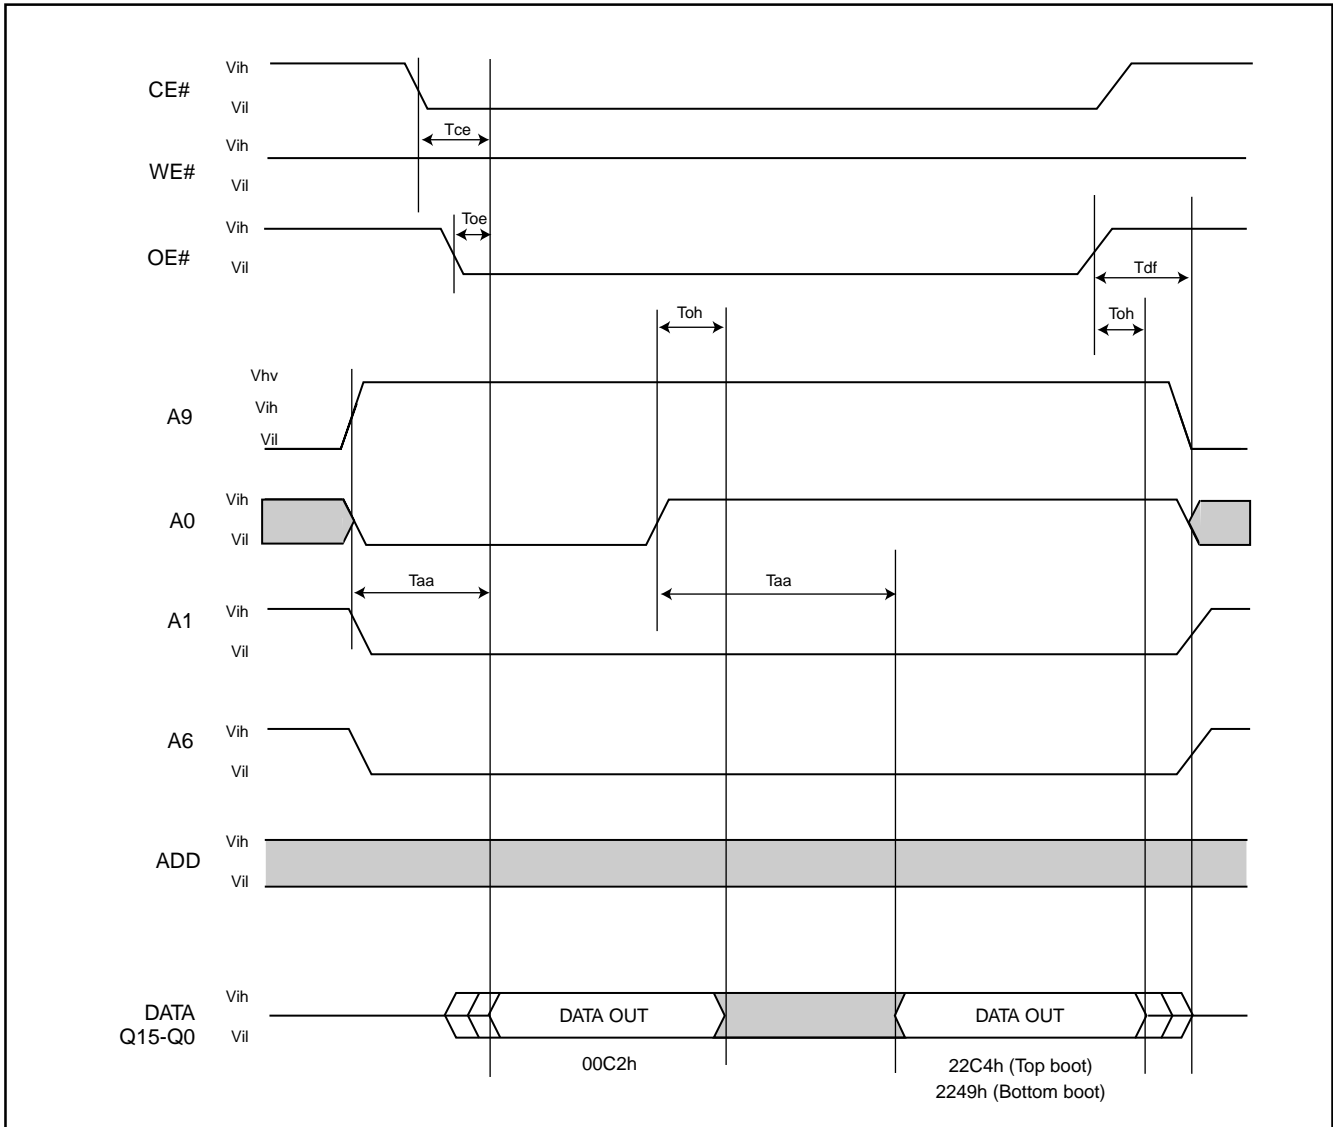 Vih
CE#
Vil
Tce
Vih
WE#
Vil
Toe
Vih
OE#
Vil
Tdf
Toh
Toh
Vhv
Vih
A9
Vil
Vih
A0
Vil
Taa
Taa
Vih
A1
Vil
Vih
A6
Vil
Vih
ADD
Vil
Vih
DATA
Q15-Q0
Vil
DATA OUT
DATA OUT
00C2h
22C4h (Top boot)
2249h (Bottom boot)